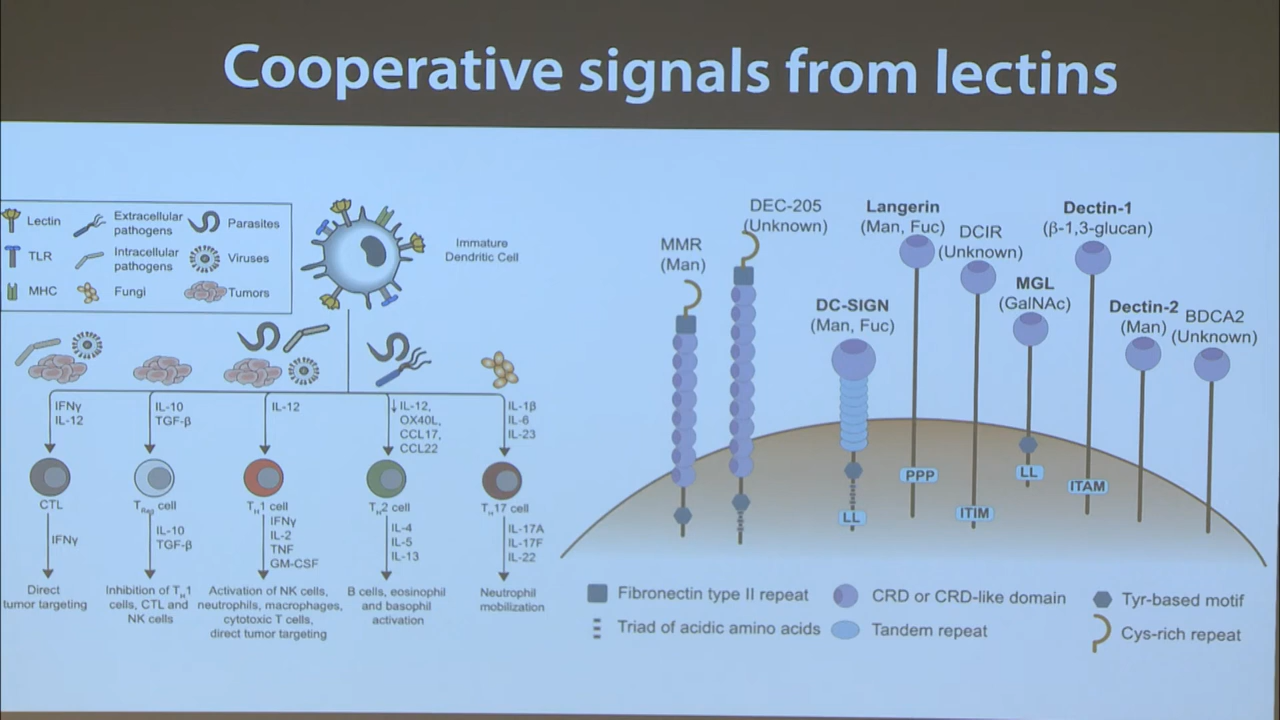 Cooperative signals from lectins
Lectin
Extracellular
pathogens
Parasites
TLR
Intracellular
pathogens
Viruses
MHC
Fungi
Tumors
Immature
Dendritic Cell
IFNγ
IL-12
IL-10
TGF-β
IL-12
↓IL-12,
OX40L,
CCL17,
CCL22
IL-1β
IL-6
IL-23
CTL
TReg cell
TH1 cell
TH2 cell
TH17 cell
IFNγ
IL-10
TGF-β
IFNγ
IL-2
TNF
GM-CSF
IL-4
IL-5
IL-13
IL-17A
IL-17F
IL-22
Direct
tumor targeting
Inhibition of TH1
cells, CTL and
NK cells
Activation of NK cells,
neutrophils, macrophages,
cytotoxic T cells,
direct tumor targeting
B cells, eosinophil
and basophil
activation
Neutrophil
mobilization
MMR
(Man)
DEC-205
(Unknown)
DC-SIGN
(Man, Fuc)
Langerin
(Man, Fuc)
DCIR
(Unknown)
MGL
(GalNAc)
Dectin-1
(β-1,3-glucan)
Dectin-2
(Man)
BDCA2
(Unknown)
LL
PPP
ITIM
LL
ITAM
Fibronectin type II repeat
CRD or CRD-like domain
Tyr-based motif
Triad of acidic amino acids
Tandem repeat
Cys-rich repeat